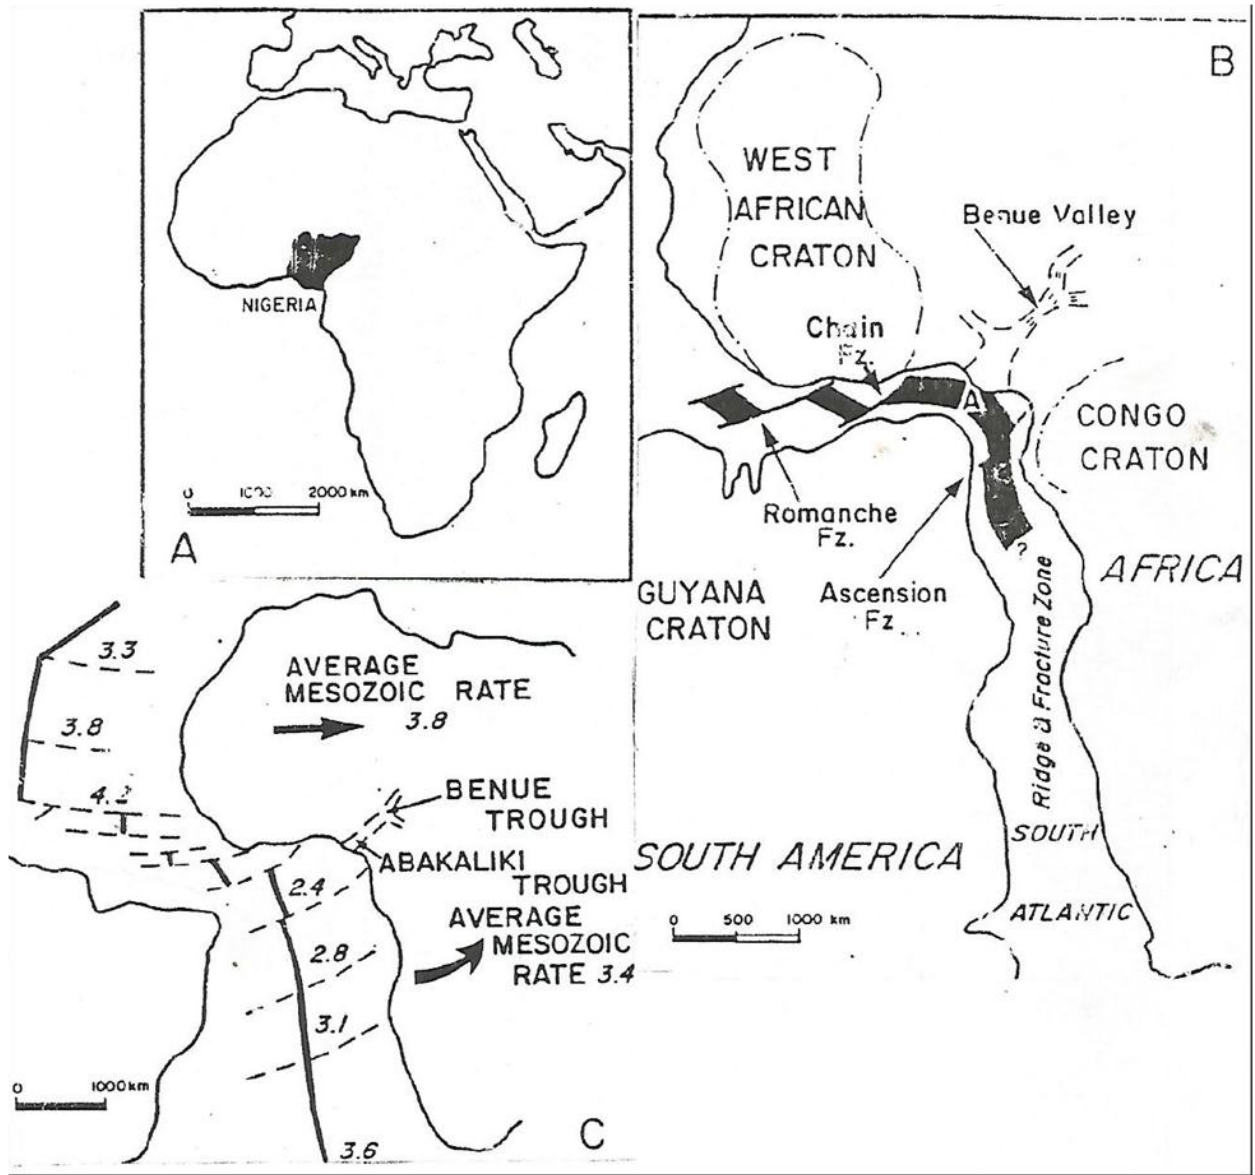 NIGERIA
0 1000 2000 km
A
B
WEST
AFRICAN
CRATON
Benue Valley
Chain
Fz.
A
CONGO
CRATON
Romanche
Fz.
GUYANA
CRATON
Ascension
Fz
?
AFRICA
Ridge & Fracture Zone
SOUTH AMERICA
SOUTH
ATLANTIC
0 500 1000 km
3.3
AVERAGE
MESOZOIC RATE
3.8
3.8
4.2
BENUE
TROUGH
ABAKALIKI
TROUGH
2.4
AVERAGE
MESOZOIC
RATE 3.4
2.8
3.1
0 1000 km
3.6
C